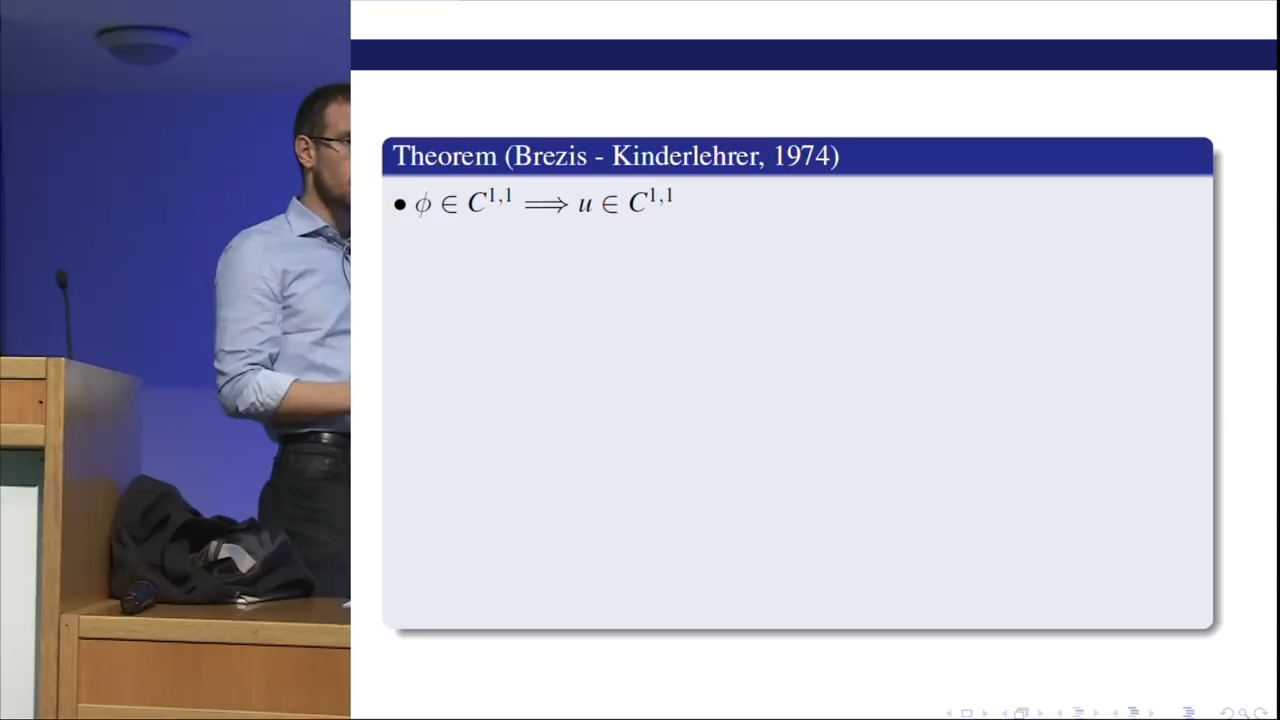 Theorem (Brezis - Kinderlehrer, 1974)
• ϕ ∈ C^{1,1} ⟹ u ∈ C^{1,1}